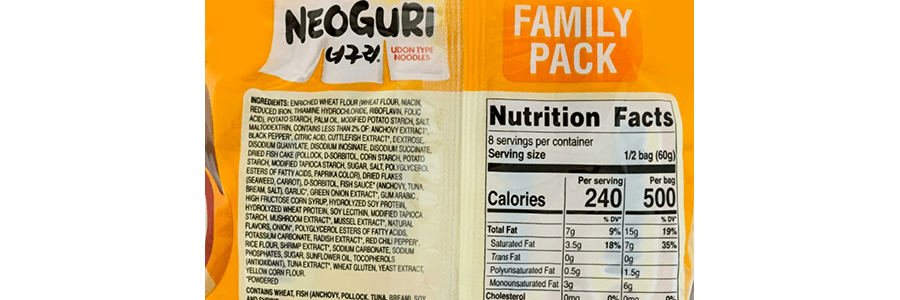 NEOGURI
너구리
UDON TYPE
NOODLES
FAMILY
PACK
INGREDIENTS: ENRICHED WHEAT FLOUR (WHEAT FLOUR, NIACIN,
REDUCED IRON, THIAMINE HYDROCHLORIDE, RIBOFLAVIN, FOLIC
ACID), POTATO STARCH, PALM OIL, MODIFIED POTATO STARCH, SALT,
MALTODEXTRIN, CONTAINS LESS THAN 2% OF: ANCHOVY EXTRACT*,
BLACK PEPPER*, CITRIC ACID, CUTTLEFISH EXTRACT*, DEXTROSE,
DISODIUM GUANYLATE, DISODIUM INOSINATE, DISODIUM SUCCINATE,
DRIED FISH CAKE (POLLOCK, D-SORBITOL, CORN STARCH, POTATO
STARCH, MODIFIED TAPIOCA STARCH, SUGAR, SALT, POLYGLYCEROL
ESTERS OF FATTY ACIDS, PAPRIKA COLOR), DRIED FLAKES
(SEAWEED, CARROT), D-SORBITOL, FISH SAUCE* (ANCHOVY, TUNA,
BREAM, SALT), GARLIC*, GREEN ONION EXTRACT*, GUM ARABIC,
HIGH FRUCTOSE CORN SYRUP, HYDROLYZED SOY PROTEIN,
HYDROLYZED WHEAT PROTEIN, SOY LECITHIN, MODIFIED TAPIOCA
STARCH, MUSHROOM EXTRACT*, MUSSEL EXTRACT*, NATURAL
FLAVORS, ONION*, POLYGLYCEROL ESTERS OF FATTY ACIDS,
POTASSIUM CARBONATE, RADISH EXTRACT*, RED CHILI PEPPER*,
RICE FLOUR, SHRIMP EXTRACT*, SODIUM CARBONATE, SODIUM
PHOSPHATES, SUGAR, SUNFLOWER OIL, TOCOPHEROLS
(ANTIOXIDANT), TUNA EXTRACT*, WHEAT GLUTEN, YEAST EXTRACT,
YELLOW CORN FLOUR.
*POWDERED
CONTAINS WHEAT, FISH (ANCHOVY, POLLOCK, TUNA, BREAM), SOY
Nutrition Facts
8 servings per container
Serving size 1/2 bag (60g)
Per serving Per bag
Calories 240 500
% DV* % DV*
Total Fat 7g 9% 15g 19%
Saturated Fat 3.5g 18% 7g 35%
Trans Fat 0g 0g
Polyunsaturated Fat 0.5g 1.5g
Monounsaturated Fat 3g 6g
Cholesterol 0mg 0% 0mg 0%